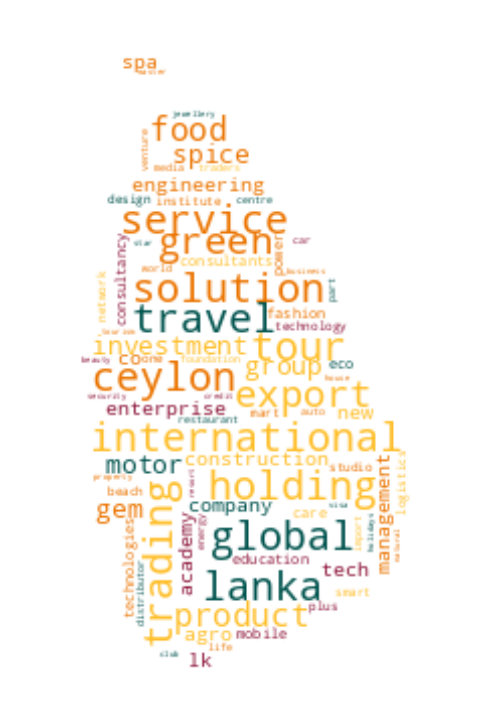 spa
master
jewellery
food
venture
spice
media traders
engineering
design institute centre
service
green
star
car
consultancy
consultants
power
world
business
network
solution
part
travel
fashion
technology
tourism
investment
tour
beauty
co
one
foundation
group
eco
ceylon
house
security
credit
export
enterprise
mart
auto
new
restaurant
international
motor
construction
studio
logistics
management
property
resort
holding
beach
gem
trading
company
visa
care
technologies
academy
energy
global
import
holidays
natural
distributor
education
tech
lanka
smart
product
plus
agro
mobile
life
club
lk